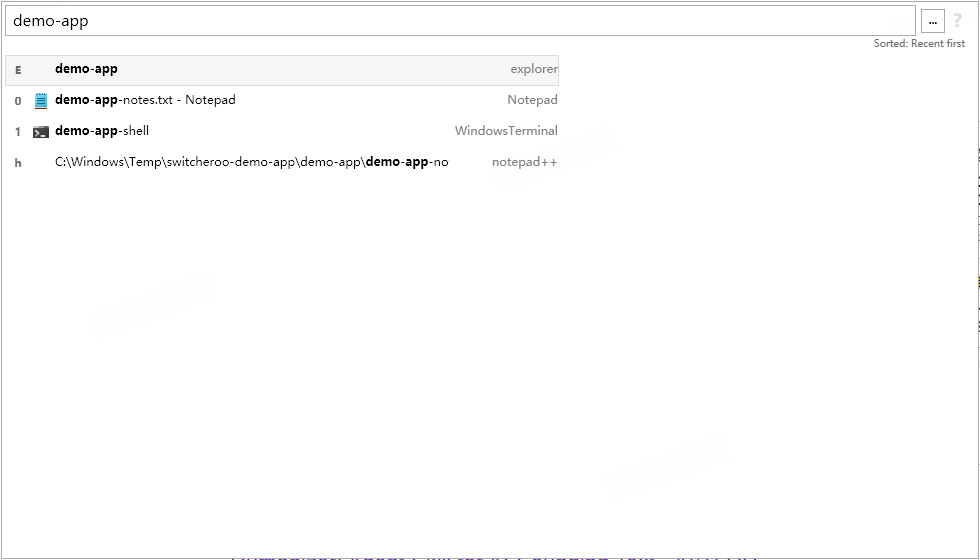 demo-app
... ?
Sorted: Recent first
E demo-app explorer
0 demo-app-notes.txt - Notepad Notepad
1 demo-app-shell WindowsTerminal
h C:\Windows\Temp\switcheroo-demo-app\demo-app\demo-app-no notepad++